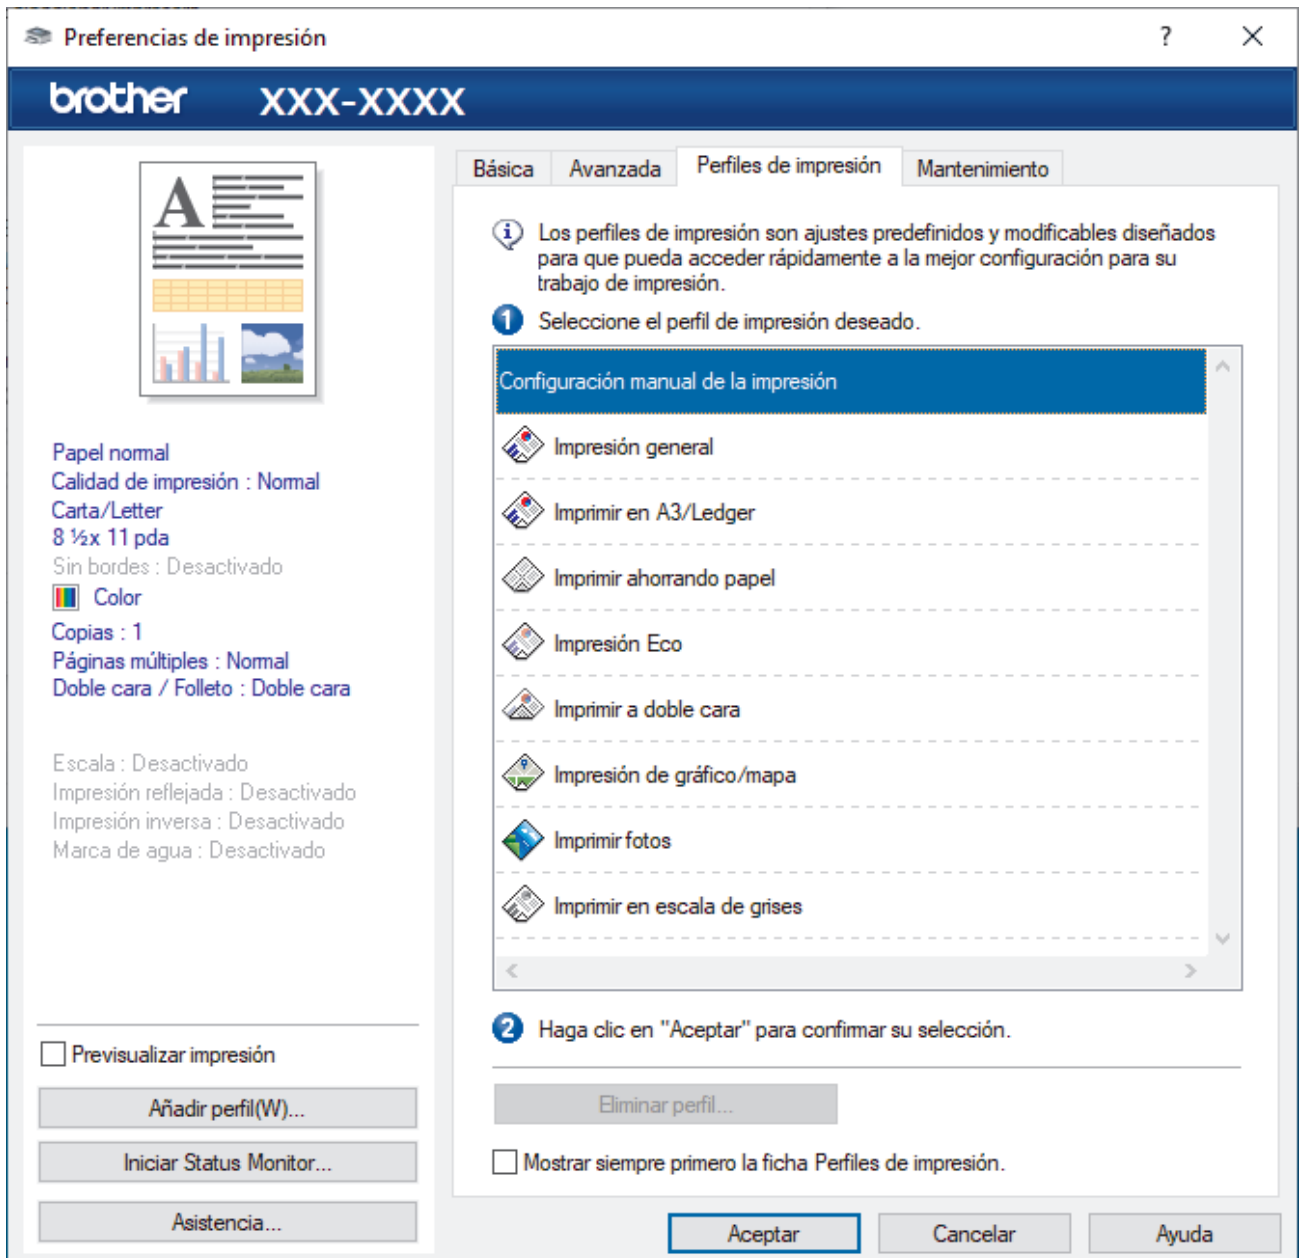 Preferencias de impresión
?
brother XXX-XXXX
A
Papel normal
Calidad de impresión : Normal
Carta/Letter
8 ½x 11 pda
Sin bordes : Desactivado
Color
Copias : 1
Páginas múltiples : Normal
Doble cara / Folleto : Doble cara
Escala : Desactivado
Impresión reflejada : Desactivado
Impresión inversa : Desactivado
Marca de agua : Desactivado
Previsualizar impresión
Añadir perfil(W)...
Iniciar Status Monitor...
Asistencia...
Básica Avanzada Perfiles de impresión Mantenimiento
Los perfiles de impresión son ajustes predefinidos y modificables diseñados
para que pueda acceder rápidamente a la mejor configuración para su
trabajo de impresión.
1 Seleccione el perfil de impresión deseado.
Configuración manual de la impresión
Impresión general
Imprimir en A3/Ledger
Imprimir ahorrando papel
Impresión Eco
Imprimir a doble cara
Impresión de gráfico/mapa
Imprimir fotos
Imprimir en escala de grises
2 Haga clic en "Aceptar" para confirmar su selección.
Eliminar perfil...
Mostrar siempre primero la ficha Perfiles de impresión.
Aceptar Cancelar Ayuda